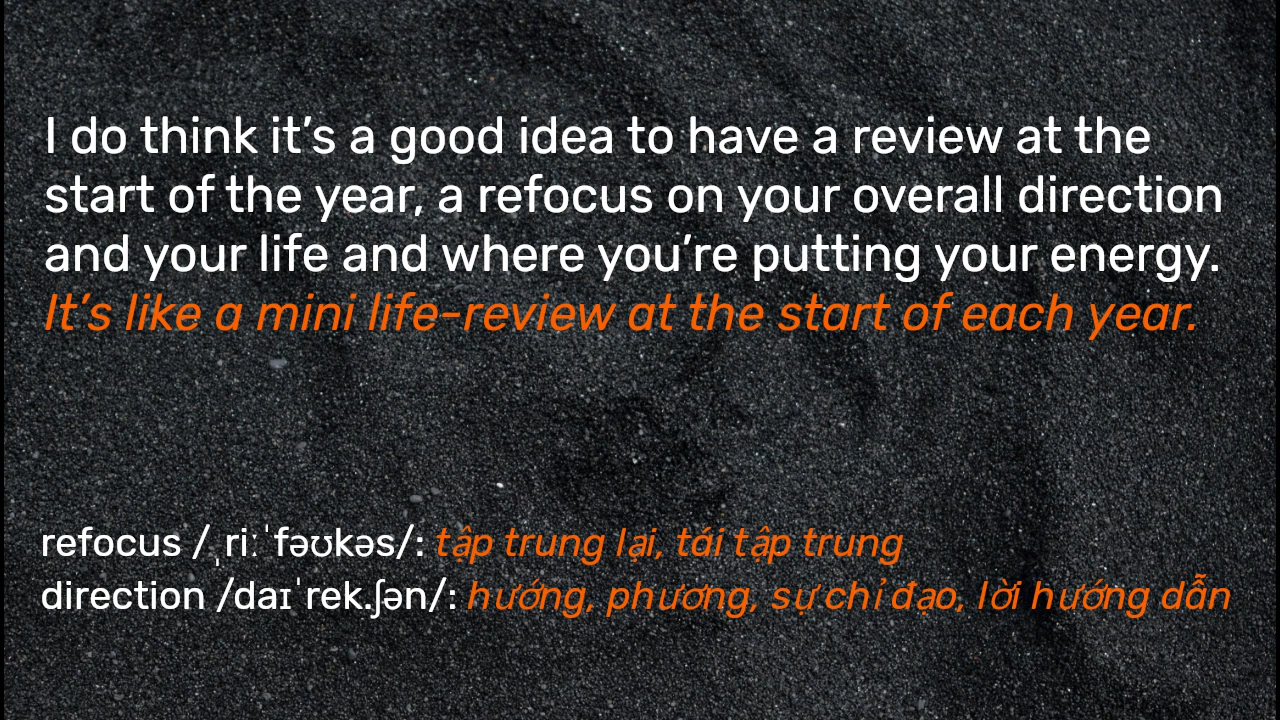 I do think it’s a good idea to have a review at the
start of the year, a refocus on your overall direction
and your life and where you’re putting your energy.
It’s like a mini life-review at the start of each year.
refocus /ˌriːˈfəʊkəs/: tập trung lại, tái tập trung
direction /daɪˈrek.ʃən/: hướng, phương, sự chỉ đạo, lời hướng dẫn